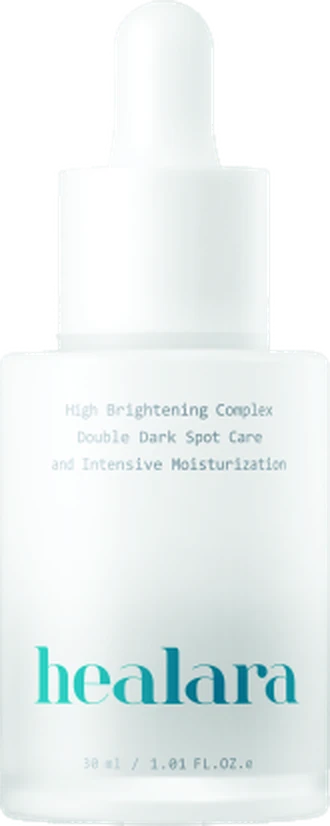 High Brightening Complex
Double Dark Spot Care
and Intensive Moisturization
healara
30 ml / 1.01 FL.OZ.e